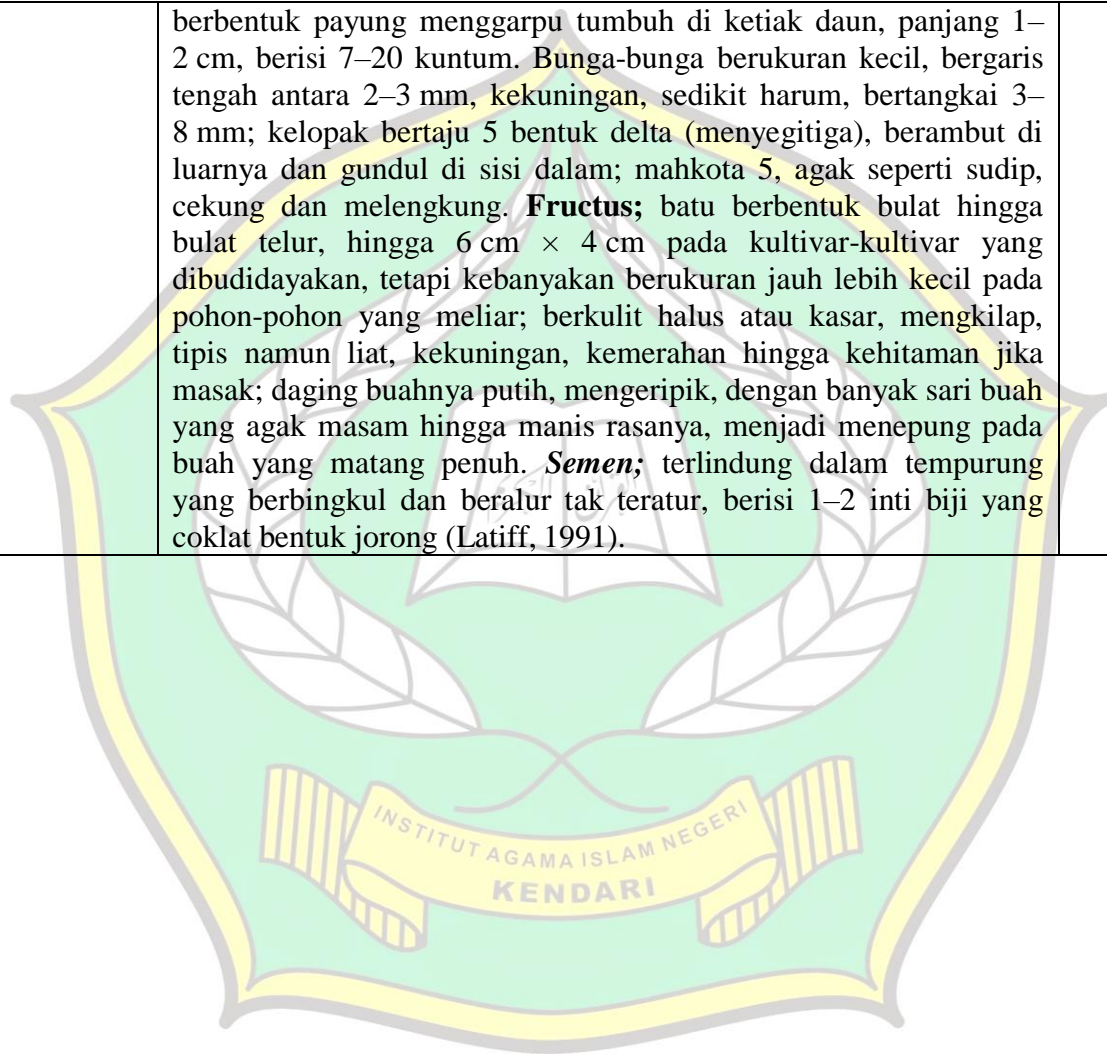 berbentuk payung menggarpu tumbuh di ketiak daun, panjang 1–
2 cm, berisi 7–20 kuntum. Bunga-bunga berukuran kecil, bergaris
tengah antara 2–3 mm, kekuningan, sedikit harum, bertangkai 3–
8 mm; kelopak bertaju 5 bentuk delta (menyegitiga), berambut di
luarnya dan gundul di sisi dalam; mahkota 5, agak seperti sudip,
cekung dan melengkung. Fructus; batu berbentuk bulat hingga
bulat telur, hingga 6 cm × 4 cm pada kultivar-kultivar yang
dibudidayakan, tetapi kebanyakan berukuran jauh lebih kecil pada
pohon-pohon yang meliar; berkulit halus atau kasar, mengkilap,
tipis namun liat, kekuningan, kemerahan hingga kehitaman jika
masak; daging buahnya putih, mengeripik, dengan banyak sari buah
yang agak masam hingga manis rasanya, menjadi menepung pada
buah yang matang penuh. Semen; terlindung dalam tempurung
yang berbingkul dan beralur tak teratur, berisi 1–2 inti biji yang
coklat bentuk jorong (Latiff, 1991).
INSTITUT AGAMA ISLAM NEGERI
KENDARI